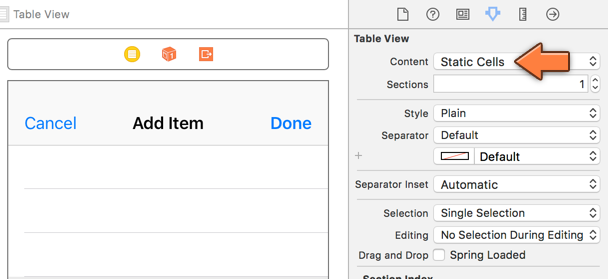 Table View
Cancel
Add Item
Done
Table View
Content Static Cells
Sections 1
Style Plain
Separator Default
Default
Separator Inset Automatic
Selection Single Selection
Editing No Selection During Editing
Drag and Drop Spring Loaded
Section Index